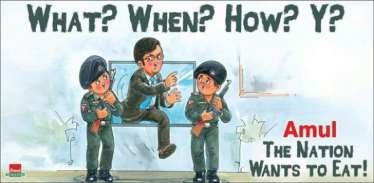 WHAT? WHEN? HOW? Y?
Amul
THE NATION
WANTS TO EAT!